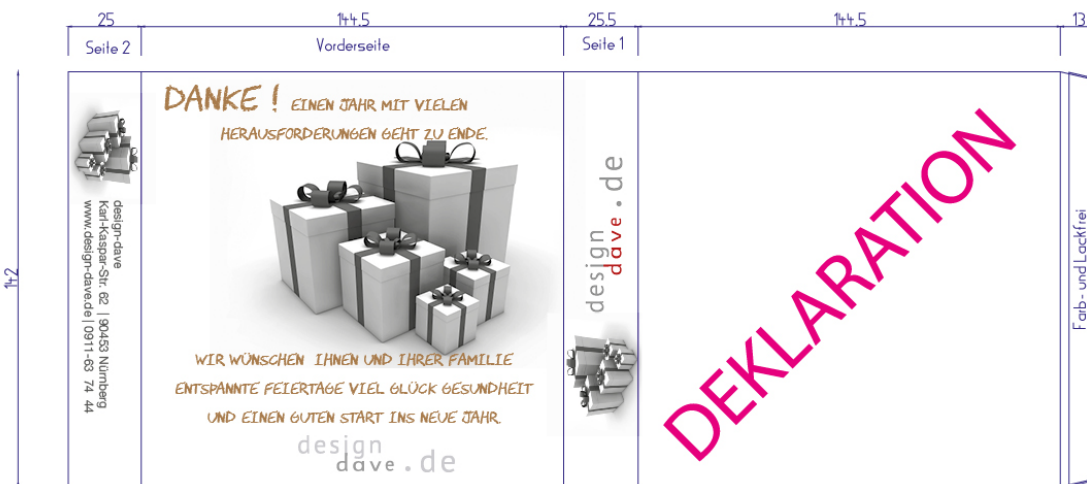 25
144.5
25.5
144.5
13
Seite 2
Vorderseite
Seite 1
142
design-dave
Karl-Kaspar-Str. 62 | 90453 Nürnberg
www.design-dave.de | 0911-63 74 44
DANKE ! EINEN JAHR MIT VIELEN
HERAUSFORDERUNGEN GEHT ZU ENDE.
WIR WÜNSCHEN IHNEN UND IHRER FAMILIE
ENTSPANNTE FEIERTAGE VIEL GLÜCK GESUNDHEIT
UND EINEN GUTEN START INS NEUE JAHR.
design
dave . de
design
dave . de
DEKLARATION
Farb- und Lackfrei